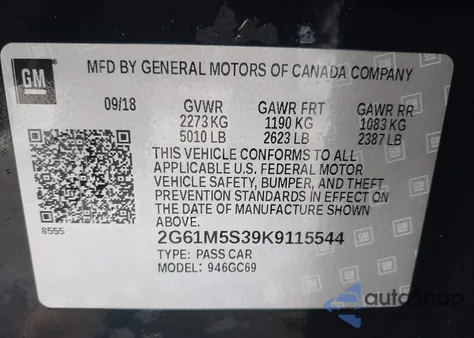 GM
MFD BY GENERAL MOTORS OF CANADA COMPANY
09/18 GVWR GAWR FRT GAWR RR
2273 KG 1190 KG 1083 KG
5010 LB 2623 LB 2387 LB
THIS VEHICLE CONFORMS TO ALL
APPLICABLE U.S. FEDERAL MOTOR
VEHICLE SAFETY, BUMPER, AND THEFT
PREVENTION STANDARDS IN EFFECT ON
THE DATE OF MANUFACTURE SHOWN
ABOVE.
8555
2G61M5S39K9115544
TYPE: PASS CAR
MODEL: 946GC69
autosnap